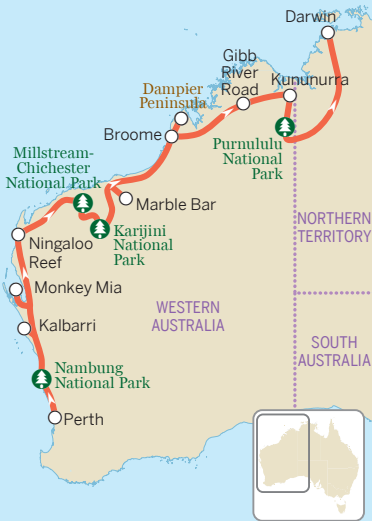 Darwin
Gibb
River
Road
Kununurra
Dampier
Peninsula
Broome
Purnululu
National
Park
Millstream-
Chichester
National Park
Marble Bar
Karijini
National
Park
NORTHERN
TERRITORY
Ningaloo
Reef
Monkey Mia
WESTERN
AUSTRALIA
Kalbarri
SOUTH
AUSTRALIA
Nambung
National Park
Perth